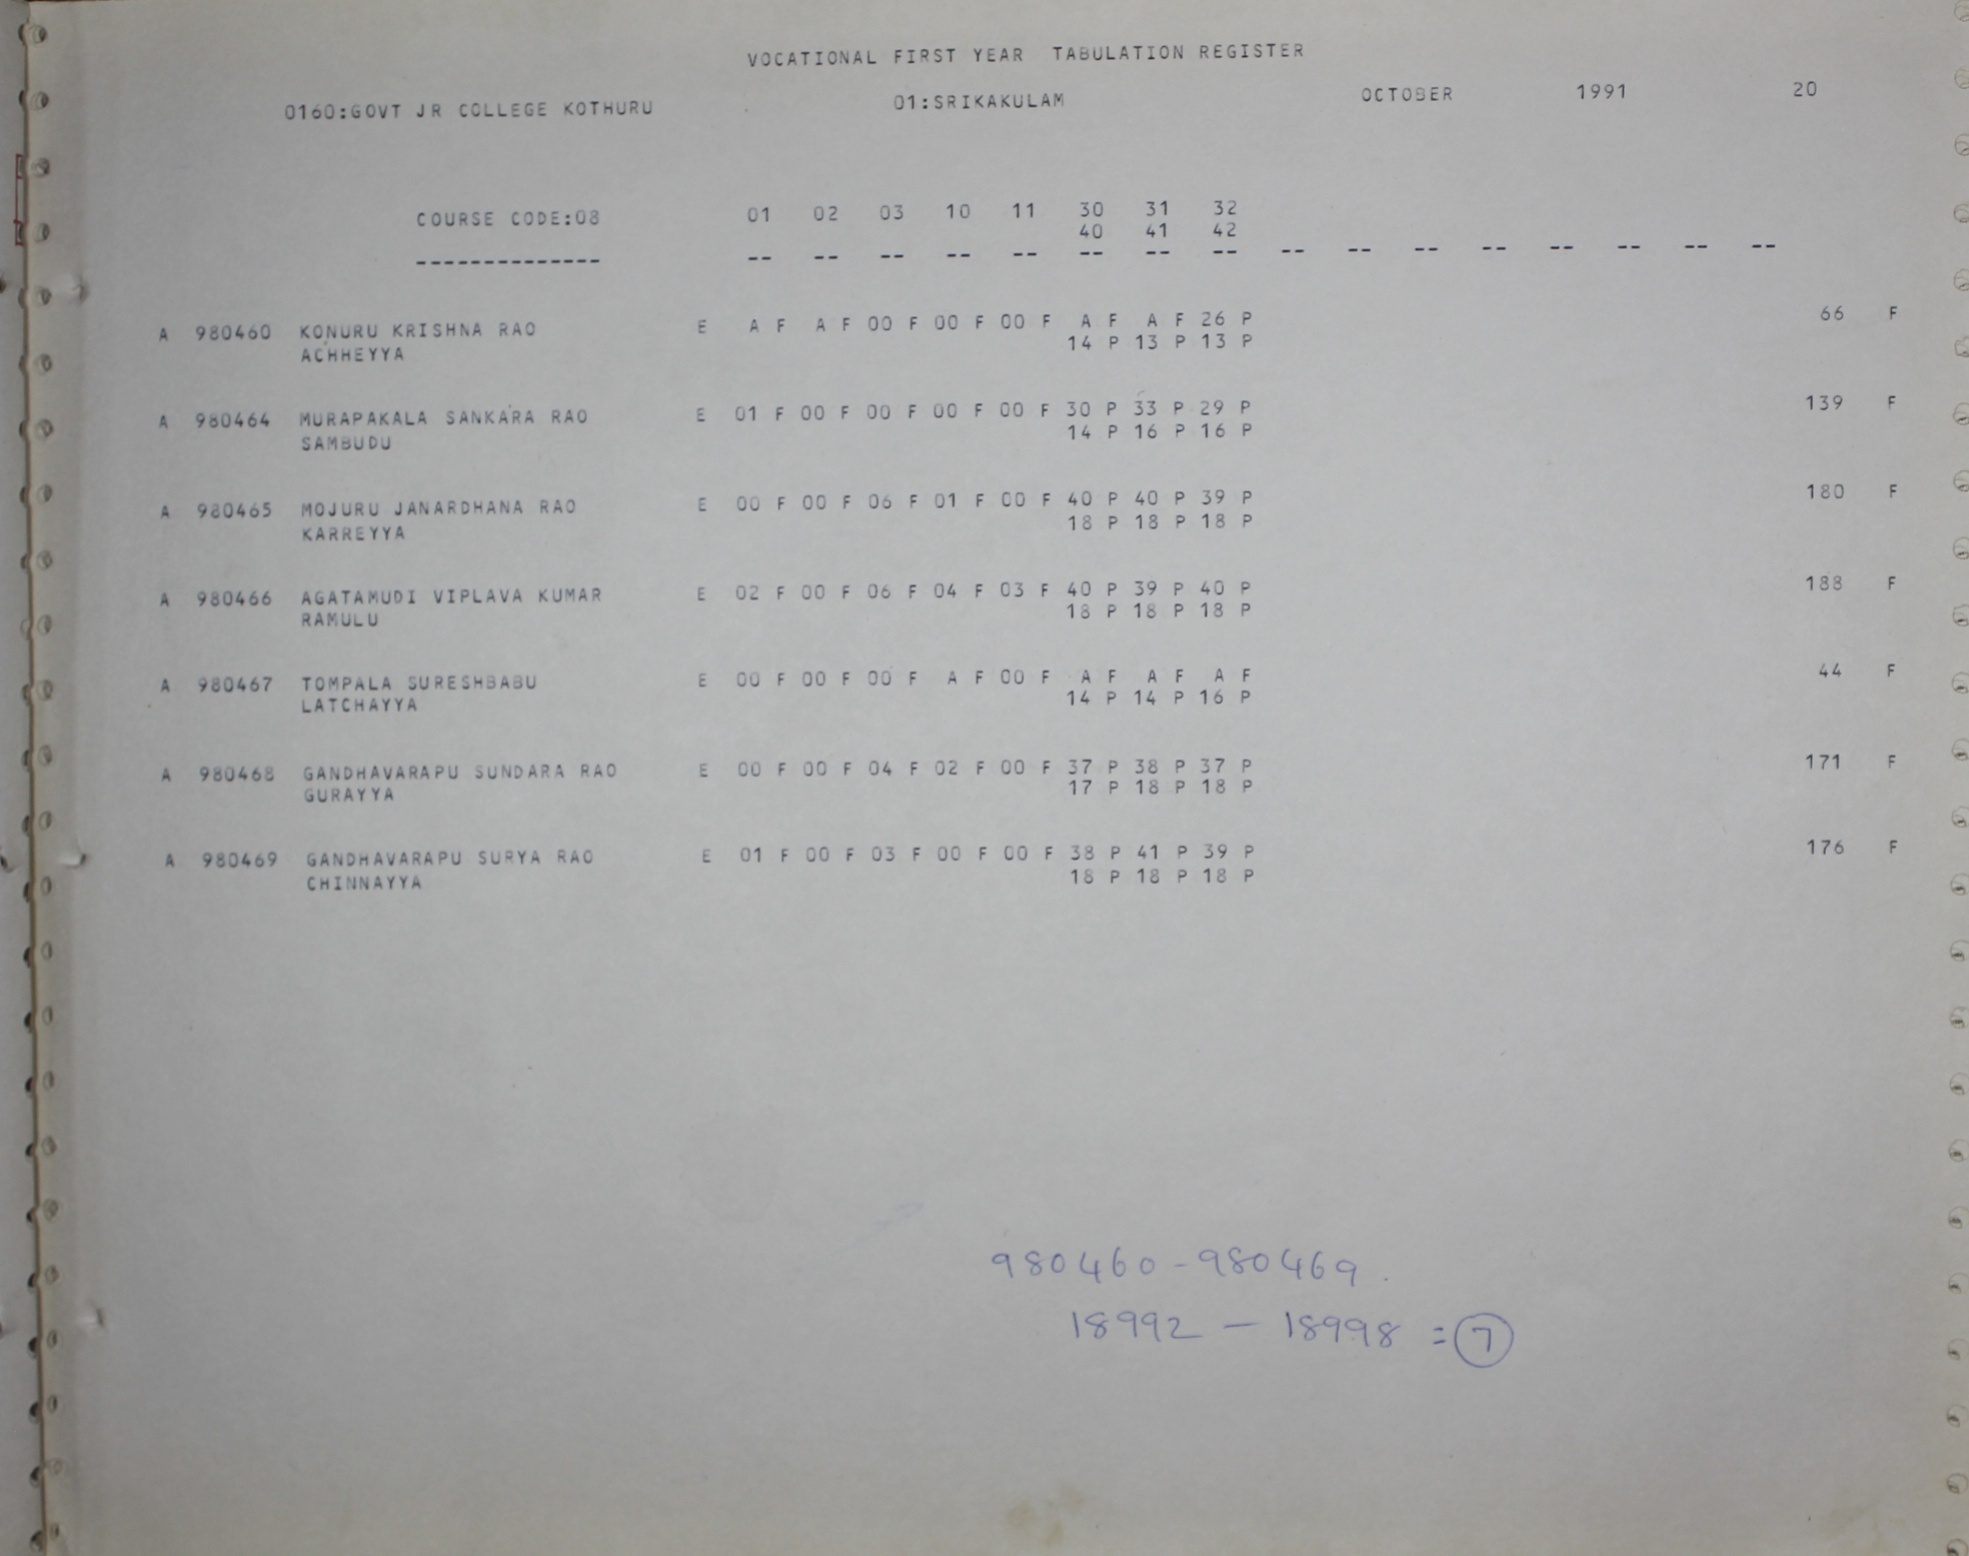 VOCATIONAL FIRST YEAR TABULATION REGISTER
0160:GOVT JR COLLEGE KOTHURU 01:SRIKAKULAM OCTOBER 1991 20
COURSE CODE:08 01 02 03 10 11 30 31 32
40 41 42
-------------- -- -- -- -- -- -- -- -- -- -- -- -- -- -- -- --
A 980460 KONURU KRISHNA RAO E A F A F 00 F 00 F 00 F A F A F 26 P 66 F
ACHHEYYA 14 P 13 P 13 P
A 980464 MURAPAKALA SANKARA RAO E 01 F 00 F 00 F 00 F 00 F 30 P 33 P 29 P 139 F
SAMBUDU 14 P 16 P 16 P
A 980465 MOJURU JANARDHANA RAO E 00 F 00 F 06 F 01 F 00 F 40 P 40 P 39 P 180 F
KARREYYA 18 P 18 P 18 P
A 980466 AGATAMUDI VIPLAVA KUMAR E 02 F 00 F 06 F 04 F 03 F 40 P 39 P 40 P 188 F
RAMULU 18 P 18 P 18 P
A 980467 TOMPALA SURESHBABU E 00 F 00 F 00 F A F 00 F A F A F A F 44 F
LATCHAYYA 14 P 14 P 16 P
A 980468 GANDHAVARAPU SUNDARA RAO E 00 F 00 F 04 F 02 F 00 F 37 P 38 P 37 P 171 F
GURAYYA 17 P 18 P 18 P
A 980469 GANDHAVARAPU SURYA RAO E 01 F 00 F 03 F 00 F 00 F 38 P 41 P 39 P 176 F
CHINNAYYA 18 P 18 P 18 P
980460-980469.
18992 - 18998 = 7